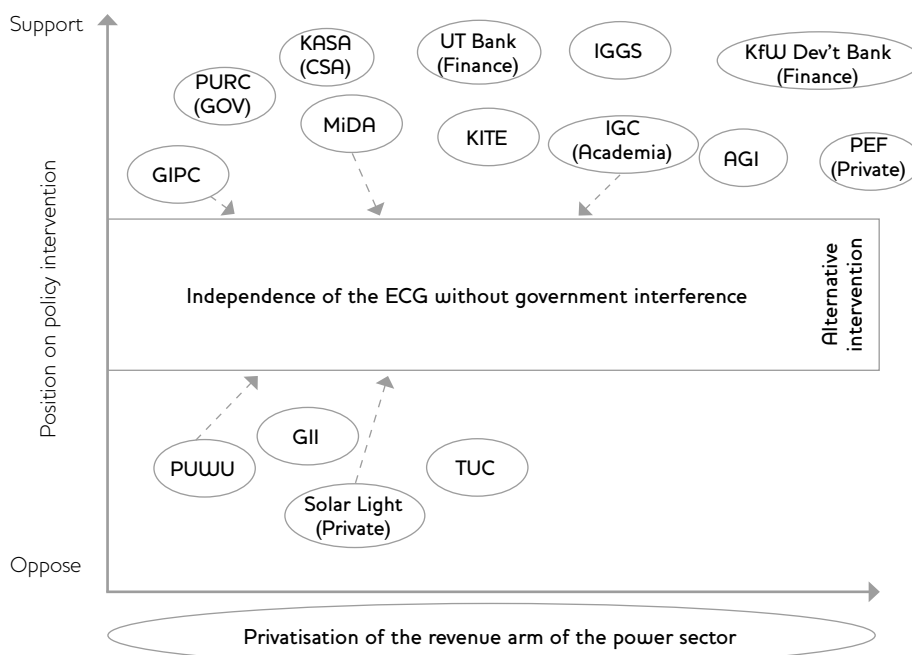 Support
KASA
(CSA)
UT Bank
(Finance)
IGGS
KfW Dev't Bank
(Finance)
PURC
(GOV)
MiDA
KITE
IGC
(Academia)
AGI
PEF
(Private)
GIPC
Position on policy intervention
Independence of the ECG without government interference
Alternative
intervention
PUWU
GII
TUC
Solar Light
(Private)
Oppose
Privatisation of the revenue arm of the power sector